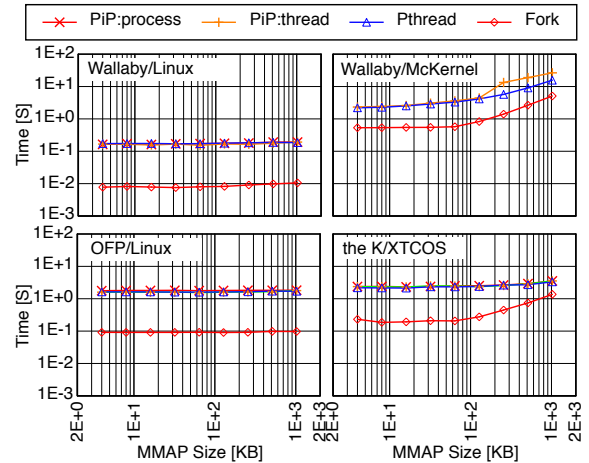 PiP:process PiP:thread Pthread Fork
Wallaby/Linux
Wallaby/McKernel
Time [S]
1E+2
1E+1
1E+0
1E-1
1E-2
1E-3
OFP/Linux
the K/XTCOS
Time [S]
1E+2
1E+1
1E+0
1E-1
1E-2
1E-3
2E+0
1E+1
1E+2
1E+3
2E+3
2E+0
1E+1
1E+2
1E+3
2E+3
MMAP Size [KB]
MMAP Size [KB]